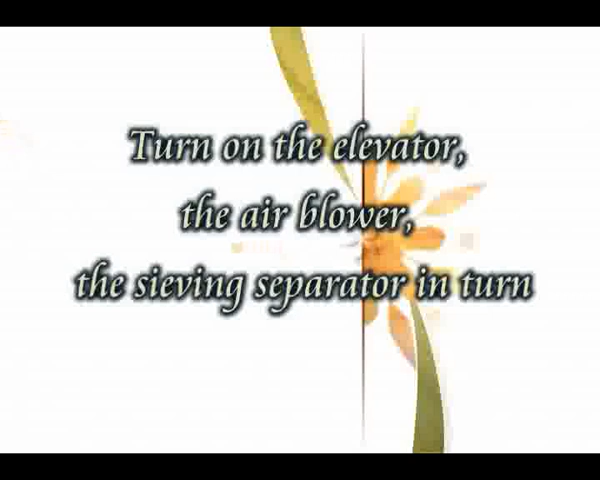 Turn on the elevator,
the air blower,
the sieving separator in turn